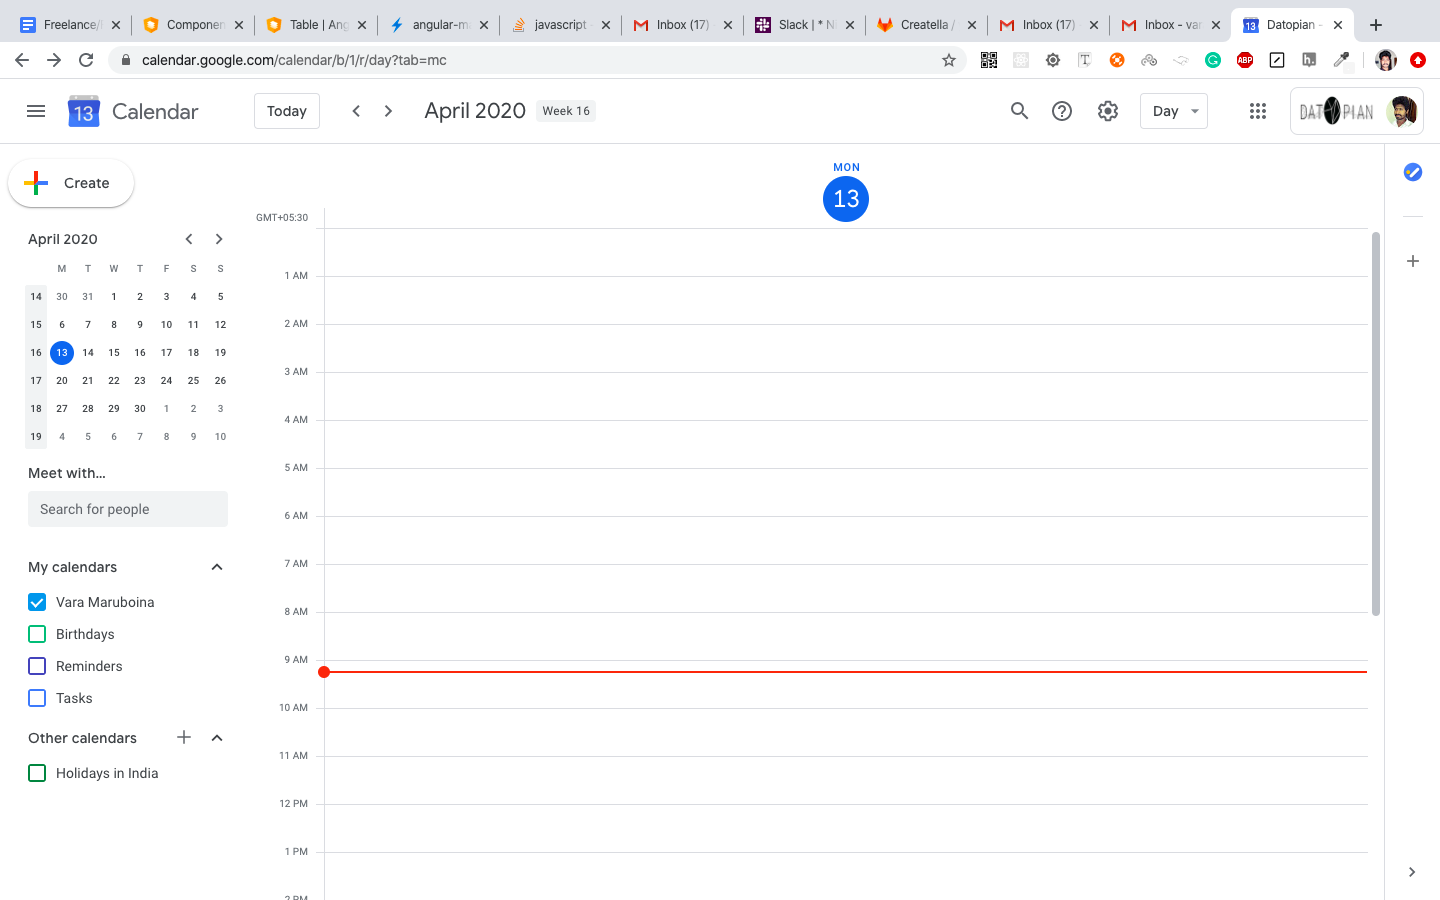 Freelance/
Componen
Table | Ang
angular-ma
javascript -
Inbox (17)
Slack | * Ni
Creatella /
Inbox (17) -
Inbox - var
Datopian -
calendar.google.com/calendar/b/1/r/day?tab=mc
ABP
h.
13
Calendar
Today
April 2020
Week 16
Day
DATOPIAN
Create
MON
13
GMT+05:30
April 2020
M T W T F S S
14 30 31 1 2 3 4 5
15 6 7 8 9 10 11 12
16 13 14 15 16 17 18 19
17 20 21 22 23 24 25 26
18 27 28 29 30 1 2 3
19 4 5 6 7 8 9 10
Meet with...
Search for people
My calendars
Vara Maruboina
Birthdays
Reminders
Tasks
Other calendars
Holidays in India
1 AM
2 AM
3 AM
4 AM
5 AM
6 AM
7 AM
8 AM
9 AM
10 AM
11 AM
12 PM
1 PM
2 PM